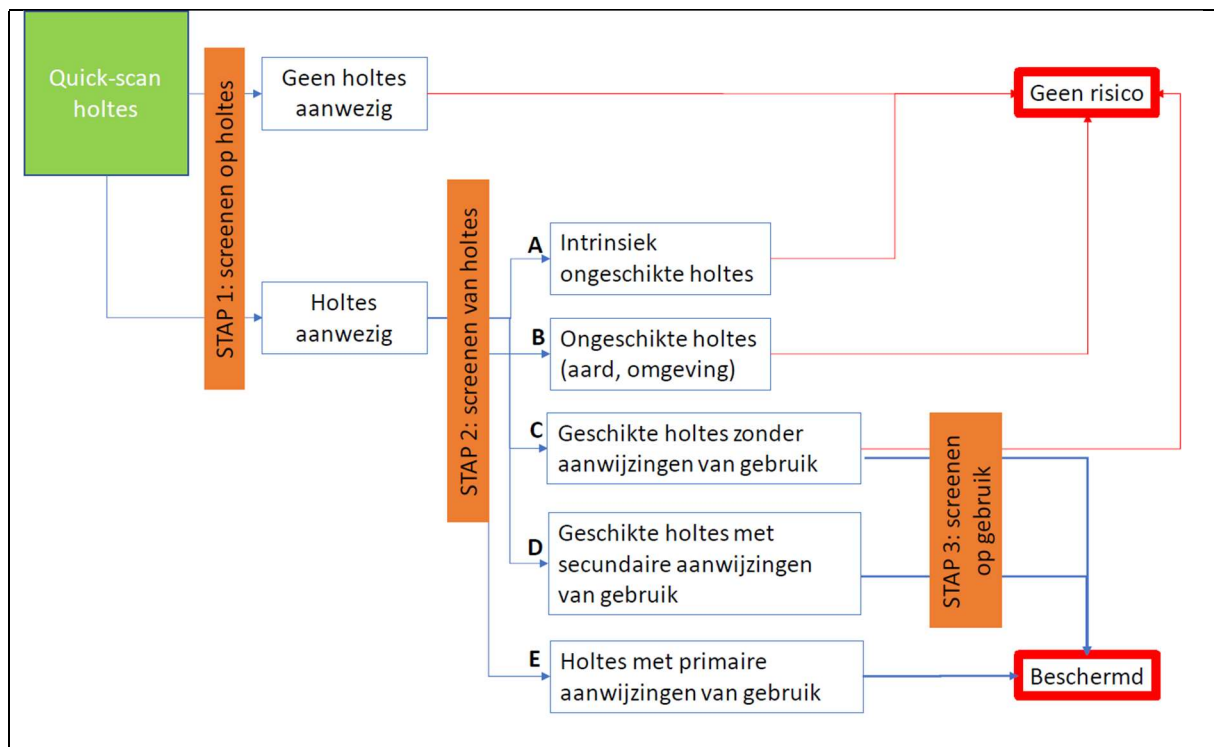 Quick-scan
holtes
STAP 1: screenen op holtes
Geen holtes
aanwezig
Geen risico
Holtes
aanwezig
STAP 2: screenen van holtes
A
Intrinsiek
ongeschikte holtes
B
Ongeschikte holtes
(aard, omgeving)
C
Geschikte holtes zonder
aanwijzingen van gebruik
D
Geschikte holtes met
secundaire aanwijzingen
van gebruik
STAP 3: screenen
op gebruik
E
Holtes met primaire
aanwijzingen van gebruik
Beschermd